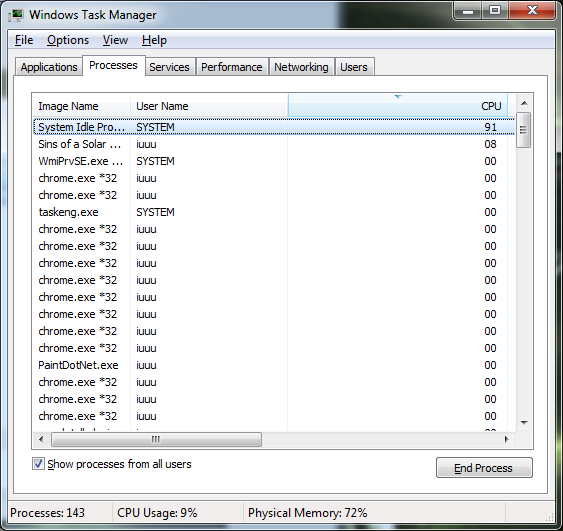 Windows Task Manager
File Options View Help
Applications Processes Services Performance Networking Users
Image Name User Name CPU
System Idle Pro... SYSTEM 91
Sins of a Solar ... iuuu 08
WmiPrvSE.exe ... SYSTEM 00
chrome.exe *32 iuuu 00
chrome.exe *32 iuuu 00
taskeng.exe SYSTEM 00
chrome.exe *32 iuuu 00
chrome.exe *32 iuuu 00
chrome.exe *32 iuuu 00
chrome.exe *32 iuuu 00
chrome.exe *32 iuuu 00
chrome.exe *32 iuuu 00
chrome.exe *32 iuuu 00
chrome.exe *32 iuuu 00
PaintDotNet.exe iuuu 00
chrome.exe *32 iuuu 00
chrome.exe *32 iuuu 00
chrome.exe *32 iuuu 00
Show processes from all users
End Process
Processes: 143 CPU Usage: 9% Physical Memory: 72%